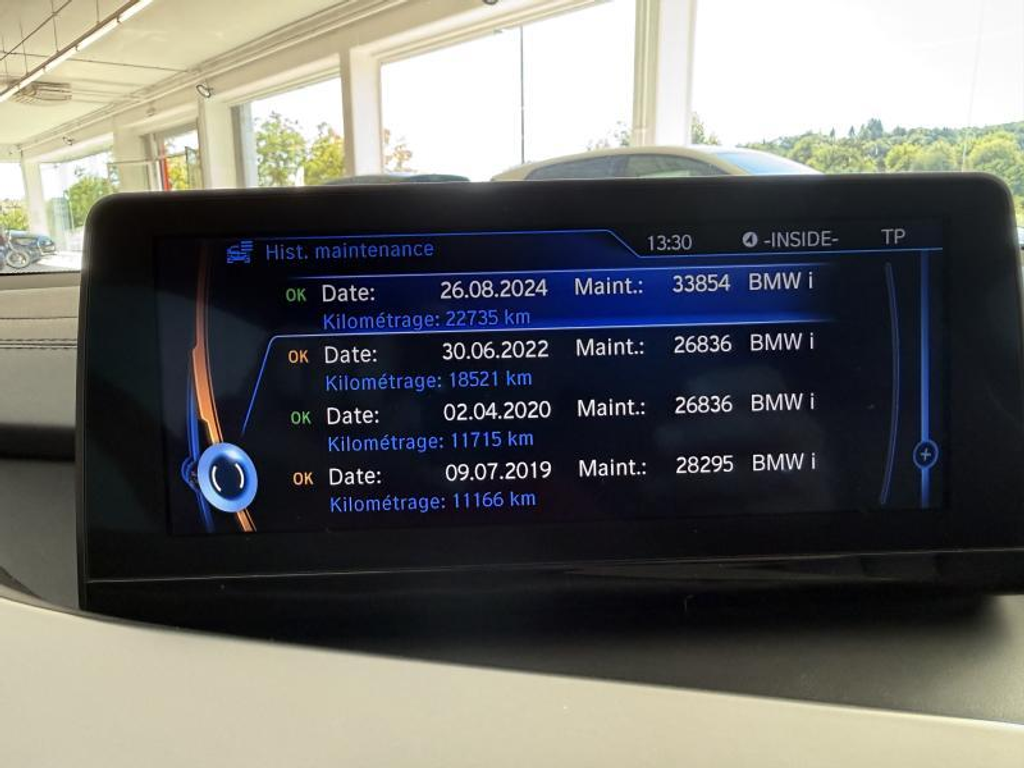 Hist. maintenance 13:30 -INSIDE- TP
OK Date: 26.08.2024 Maint.: 33854 BMW i
Kilométrage: 22735 km
OK Date: 30.06.2022 Maint.: 26836 BMW i
Kilométrage: 18521 km
OK Date: 02.04.2020 Maint.: 26836 BMW i
Kilométrage: 11715 km
OK Date: 09.07.2019 Maint.: 28295 BMW i
Kilométrage: 11166 km